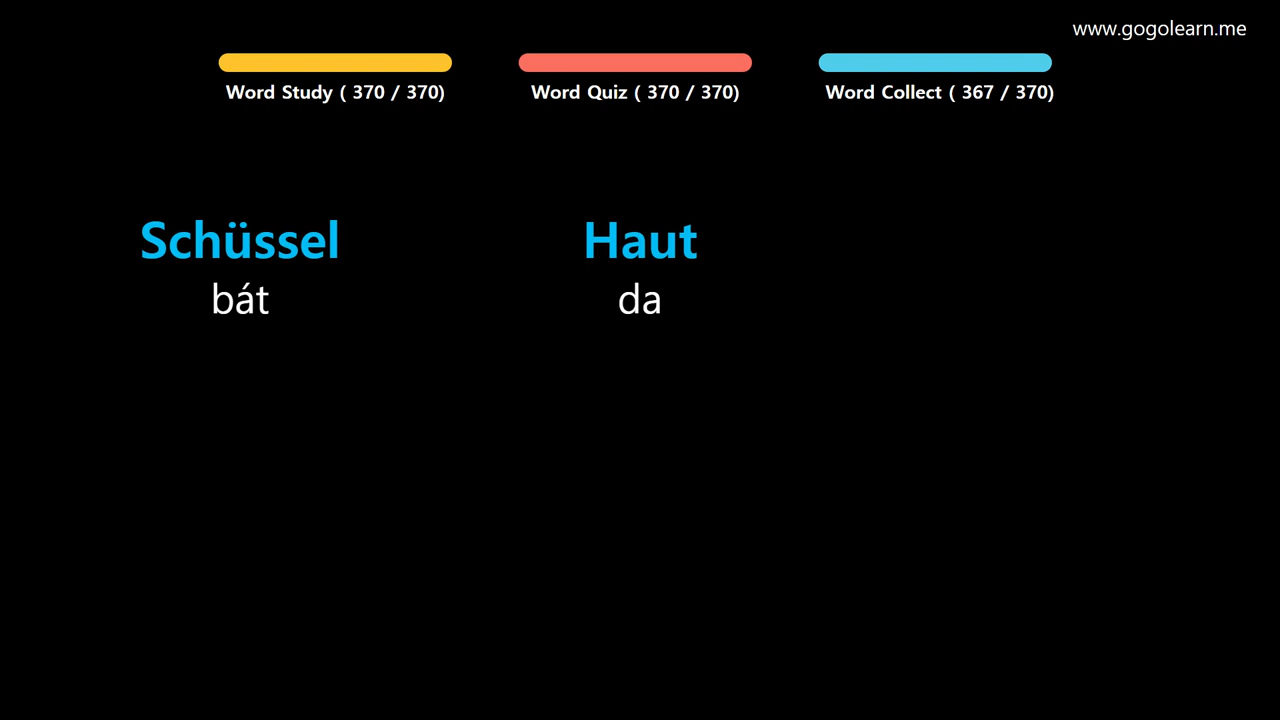 www.gogolearn.me
Word Study ( 370 / 370)
Word Quiz ( 370 / 370)
Word Collect ( 367 / 370)
Schüssel
bát
Haut
da